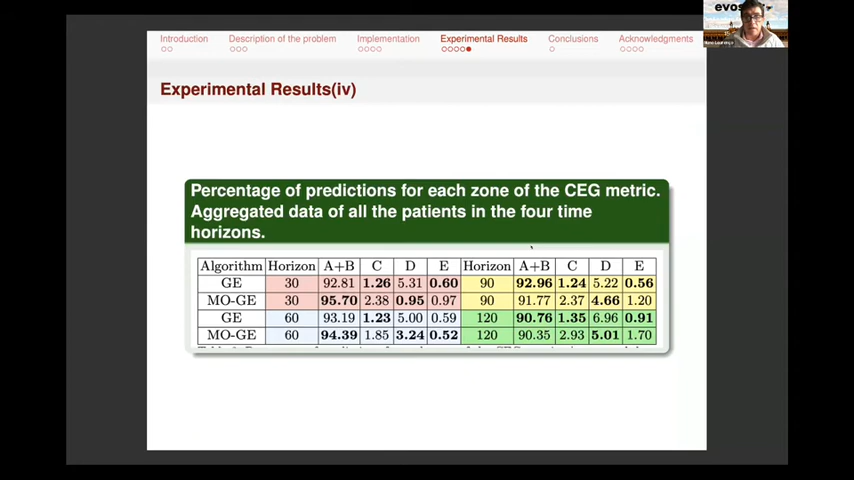 evos
Introduction Description of the problem Implementation Experimental Results Conclusions Acknowledgments
Experimental Results(iv)
Percentage of predictions for each zone of the CEG metric.
Aggregated data of all the patients in the four time
horizons.
Algorithm Horizon A+B C D E Horizon A+B C D E
GE 30 92.81 1.26 5.31 0.60 90 92.96 1.24 5.22 0.56
MO-GE 30 95.70 2.38 0.95 0.97 90 91.77 2.37 4.66 1.20
GE 60 93.19 1.23 5.00 0.59 120 90.76 1.35 6.96 0.91
MO-GE 60 94.39 1.85 3.24 0.52 120 90.35 2.93 5.01 1.70